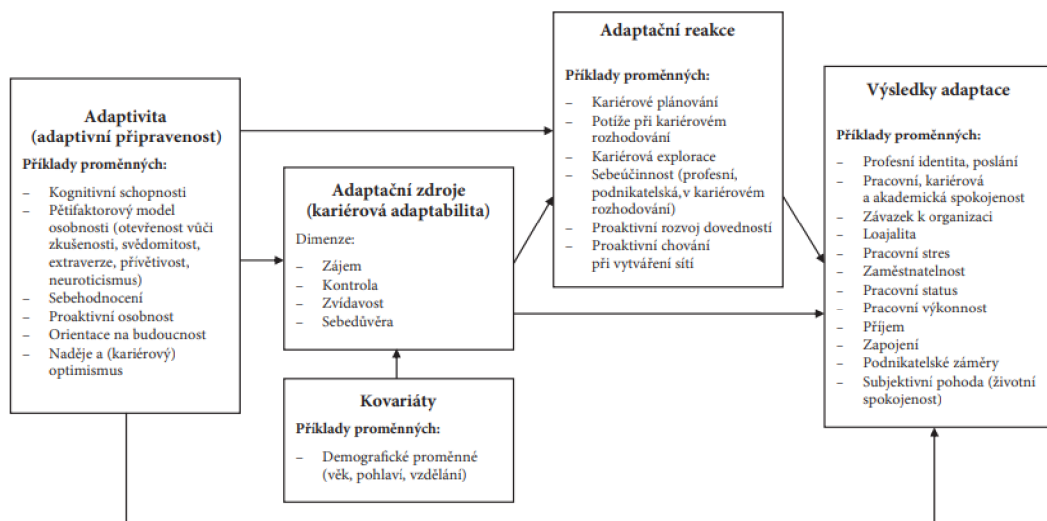 Adaptivita
(adaptivní připravenost)
Příklady proměnných:
– Kognitivní schopnosti
– Pětifaktorový model
osobnosti (otevřenost vůči
zkušenosti, svědomitost,
extraverze, přívětivost,
neuroticismus)
– Sebehodnocení
– Proaktivní osobnost
– Orientace na budoucnost
– Naděje a (kariérový)
optimismus
Adaptační zdroje
(kariérová adaptabilita)
Dimenze:
– Zájem
– Kontrola
– Zvídavost
– Sebedůvěra
Kovariáty
Příklady proměnných:
– Demografické proměnné
(věk, pohlaví, vzdělání)
Adaptační reakce
Příklady proměnných:
– Kariérové plánování
– Potíže při kariérovém
rozhodování
– Kariérová explorace
– Sebeúčinnost (profesní,
podnikatelská, v kariérovém
rozhodování)
– Proaktivní rozvoj dovedností
– Proaktivní chování
při vytváření sítí
Výsledky adaptace
Příklady proměnných:
– Profesní identita, poslání
– Pracovní, kariérová
a akademická spokojenost
– Závazek k organizaci
– Loajalita
– Pracovní stres
– Zaměstnatelnost
– Pracovní status
– Pracovní výkonnost
– Příjem
– Zapojení
– Podnikatelské záměry
– Subjektivní pohoda (životní
spokojenost)